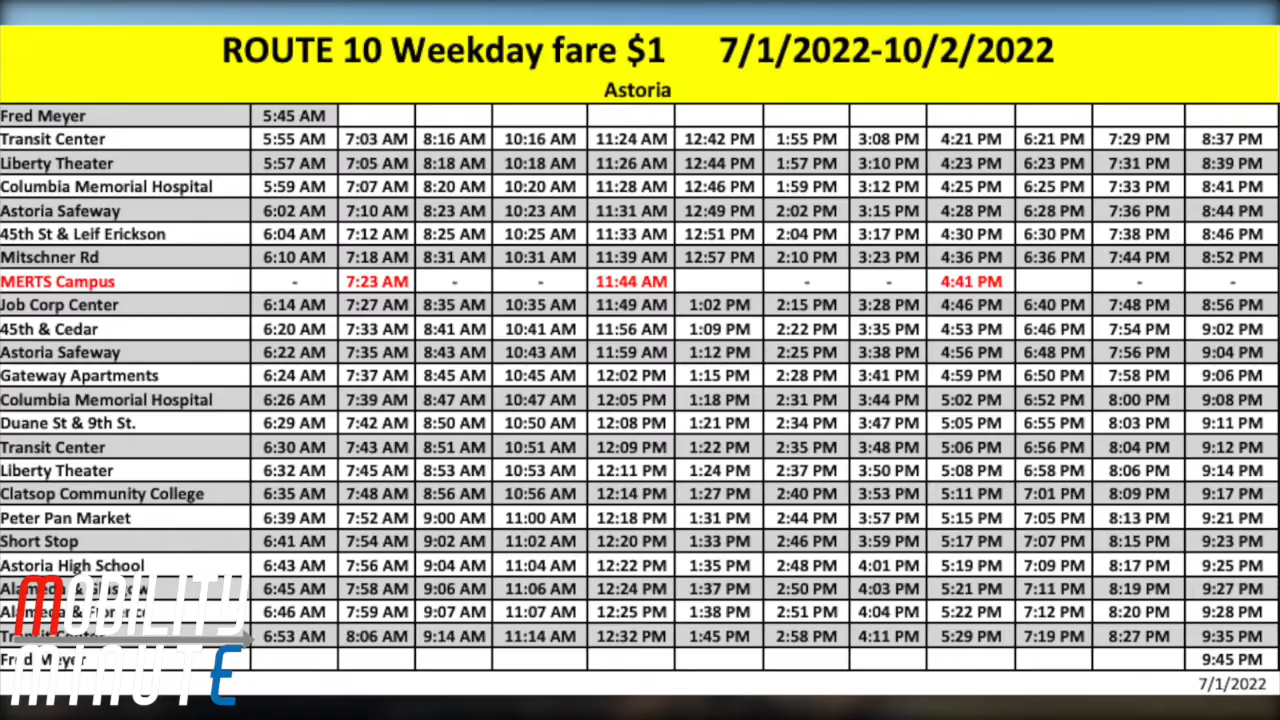 ROUTE 10 Weekday fare $1 7/1/2022-10/2/2022
Astoria
Fred Meyer 5:45 AM
Transit Center 5:55 AM 7:03 AM 8:16 AM 10:16 AM 11:24 AM 12:42 PM 1:55 PM 3:08 PM 4:21 PM 6:21 PM 7:29 PM 8:37 PM
Liberty Theater 5:57 AM 7:05 AM 8:18 AM 10:18 AM 11:26 AM 12:44 PM 1:57 PM 3:10 PM 4:23 PM 6:23 PM 7:31 PM 8:39 PM
Columbia Memorial Hospital 5:59 AM 7:07 AM 8:20 AM 10:20 AM 11:28 AM 12:46 PM 1:59 PM 3:12 PM 4:25 PM 6:25 PM 7:33 PM 8:41 PM
Astoria Safeway 6:02 AM 7:10 AM 8:23 AM 10:23 AM 11:31 AM 12:49 PM 2:02 PM 3:15 PM 4:28 PM 6:28 PM 7:36 PM 8:44 PM
45th St & Leif Erickson 6:04 AM 7:12 AM 8:25 AM 10:25 AM 11:33 AM 12:51 PM 2:04 PM 3:17 PM 4:30 PM 6:30 PM 7:38 PM 8:46 PM
Mitschner Rd 6:10 AM 7:18 AM 8:31 AM 10:31 AM 11:39 AM 12:57 PM 2:10 PM 3:23 PM 4:36 PM 6:36 PM 7:44 PM 8:52 PM
MERTS Campus - 7:23 AM - - 11:44 AM - - 4:41 PM - -
Job Corp Center 6:14 AM 7:27 AM 8:35 AM 10:35 AM 11:49 AM 1:02 PM 2:15 PM 3:28 PM 4:46 PM 6:40 PM 7:48 PM 8:56 PM
45th & Cedar 6:20 AM 7:33 AM 8:41 AM 10:41 AM 11:56 AM 1:09 PM 2:22 PM 3:35 PM 4:53 PM 6:46 PM 7:54 PM 9:02 PM
Astoria Safeway 6:22 AM 7:35 AM 8:43 AM 10:43 AM 11:59 AM 1:12 PM 2:25 PM 3:38 PM 4:56 PM 6:48 PM 7:56 PM 9:04 PM
Gateway Apartments 6:24 AM 7:37 AM 8:45 AM 10:45 AM 12:02 PM 1:15 PM 2:28 PM 3:41 PM 4:59 PM 6:50 PM 7:58 PM 9:06 PM
Columbia Memorial Hospital 6:26 AM 7:39 AM 8:47 AM 10:47 AM 12:05 PM 1:18 PM 2:31 PM 3:44 PM 5:02 PM 6:52 PM 8:00 PM 9:08 PM
Duane St & 9th St. 6:29 AM 7:42 AM 8:50 AM 10:50 AM 12:08 PM 1:21 PM 2:34 PM 3:47 PM 5:05 PM 6:55 PM 8:03 PM 9:11 PM
Transit Center 6:30 AM 7:43 AM 8:51 AM 10:51 AM 12:09 PM 1:22 PM 2:35 PM 3:48 PM 5:06 PM 6:56 PM 8:04 PM 9:12 PM
Liberty Theater 6:32 AM 7:45 AM 8:53 AM 10:53 AM 12:11 PM 1:24 PM 2:37 PM 3:50 PM 5:08 PM 6:58 PM 8:06 PM 9:14 PM
Clatsop Community College 6:35 AM 7:48 AM 8:56 AM 10:56 AM 12:14 PM 1:27 PM 2:40 PM 3:53 PM 5:11 PM 7:01 PM 8:09 PM 9:17 PM
Peter Pan Market 6:39 AM 7:52 AM 9:00 AM 11:00 AM 12:18 PM 1:31 PM 2:44 PM 3:57 PM 5:15 PM 7:05 PM 8:13 PM 9:21 PM
Short Stop 6:41 AM 7:54 AM 9:02 AM 11:02 AM 12:20 PM 1:33 PM 2:46 PM 3:59 PM 5:17 PM 7:07 PM 8:15 PM 9:23 PM
Astoria High School 6:43 AM 7:56 AM 9:04 AM 11:04 AM 12:22 PM 1:35 PM 2:48 PM 4:01 PM 5:19 PM 7:09 PM 8:17 PM 9:25 PM
Alameda & 6:45 AM 7:58 AM 9:06 AM 11:06 AM 12:24 PM 1:37 PM 2:50 PM 4:03 PM 5:21 PM 7:11 PM 8:19 PM 9:27 PM
Alameda & Florence 6:46 AM 7:59 AM 9:07 AM 11:07 AM 12:25 PM 1:38 PM 2:51 PM 4:04 PM 5:22 PM 7:12 PM 8:20 PM 9:28 PM
Transit Center 6:53 AM 8:06 AM 9:14 AM 11:14 AM 12:32 PM 1:45 PM 2:58 PM 4:11 PM 5:29 PM 7:19 PM 8:27 PM 9:35 PM
Fred Meyer 9:45 PM
7/1/2022
MOBILITY
MINUTE